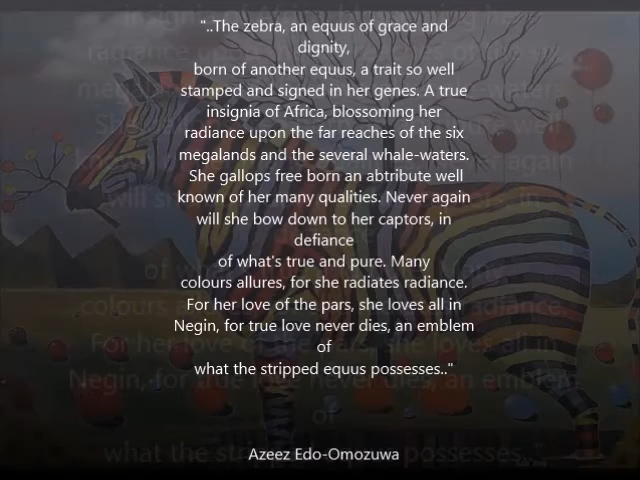 "..The zebra, an equus of grace and
dignity,
born of another equus, a trait so well
stamped and signed in her genes. A true
insignia of Africa, blossoming her
radiance upon the far reaches of the six
megalands and the several whale-waters.
She gallops free born an abtribute well
known of her many qualities. Never again
will she bow down to her captors, in
defiance
of what's true and pure. Many
colours allures, for she radiates radiance.
For her love of the pars, she loves all in
Negin, for true love never dies, an emblem
of
what the stripped equus possesses.."
Azeez Edo-Omozuwa